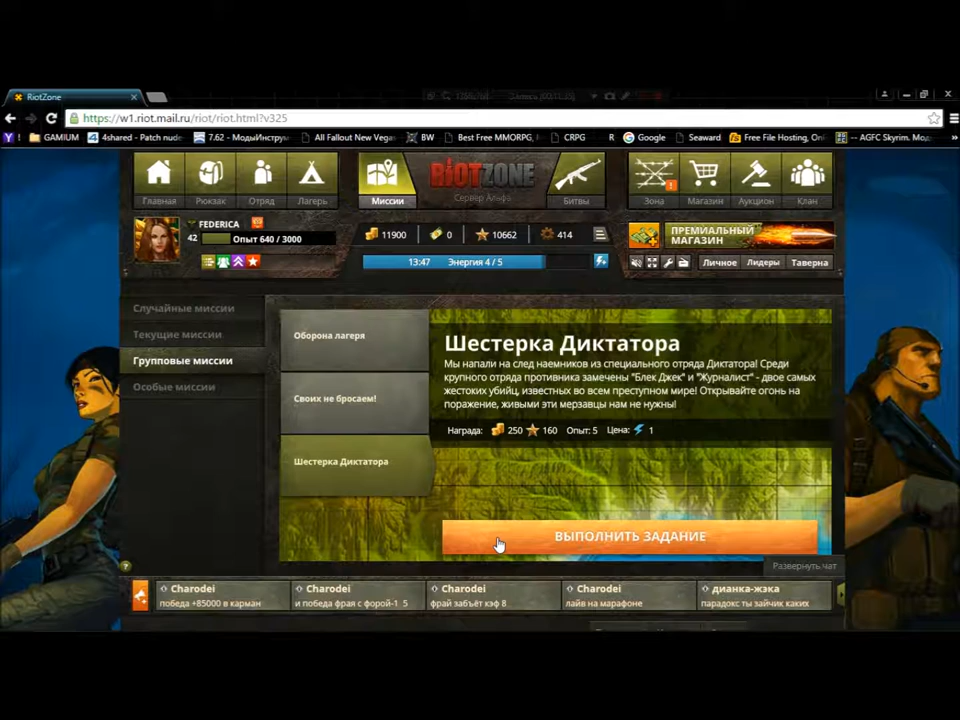 RiotZone
https://w1.riot.mail.ru/riot/riot.html?v325
GAMIUM
4shared - Patch nude
7.62 - МодыИнструм
All Fallout New Vega
BW
Best Free MMORPG,
CRPG
R
Google
Seaward
Free File Hosting, On
AGFC Skyrim. Мод
Главная
Рюкзак
Отряд
Лагерь
Миссии
RIOTZONE
Сервер Альфа
Битвы
Зона
1
Магазин
Аукцион
Клан
FEDERICA
42
Опыт 640 / 3000
11900
0
10662
414
ПРЕМИАЛЬНЫЙ
МАГАЗИН
13:47 Энергия 4 / 5
Личное
Лидеры
Таверна
Случайные миссии
Текущие миссии
Групповые миссии
Особые миссии
Оборона лагеря
Своих не бросаем!
Шестерка Диктатора
Шестерка Диктатора
Мы напали на след наемников из специального отряда Диктатора! Среди
крупного отряда противника замечены "Блек Джек" и "Журналист" - двое самых
жестоких убийц, известных во всем преступном мире! Открывайте огонь на
поражение, живыми эти мерзавцы нам не нужны!
Награда: 250 160 Опыт: 5 Цена: 1
ВЫПОЛНИТЬ ЗАДАНИЕ
Развернуть чат
?
Charodei
победа +85000 в карман
Charodei
и победа фрая с форой-1 5
Charodei
фрай забъёт кэф 8
Charodei
лайв на марафоне
дианка-жэка
парадокс ты зайчик каких